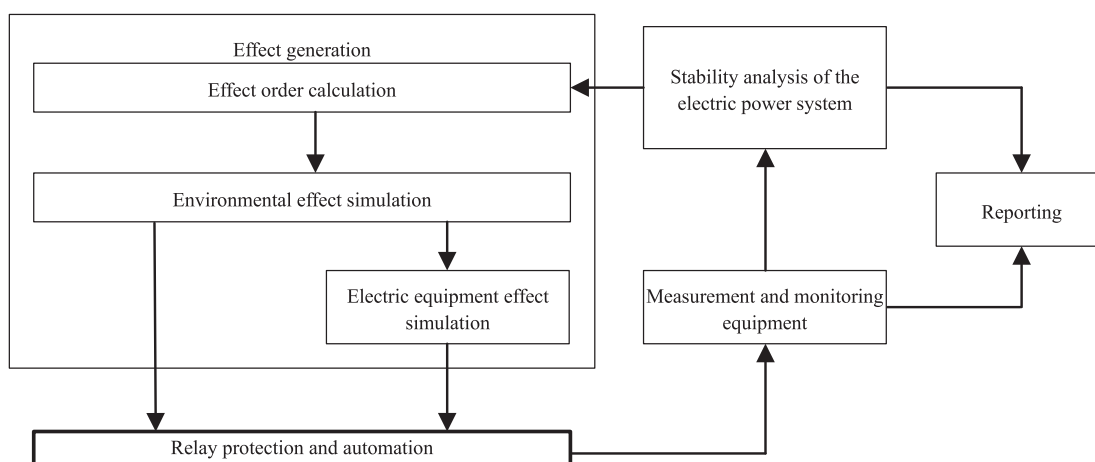 Effect generation
Effect order calculation
Environmental effect simulation
Electric equipment effect
simulation
Relay protection and automation
Stability analysis of the
electric power system
Measurement and monitoring
equipment
Reporting